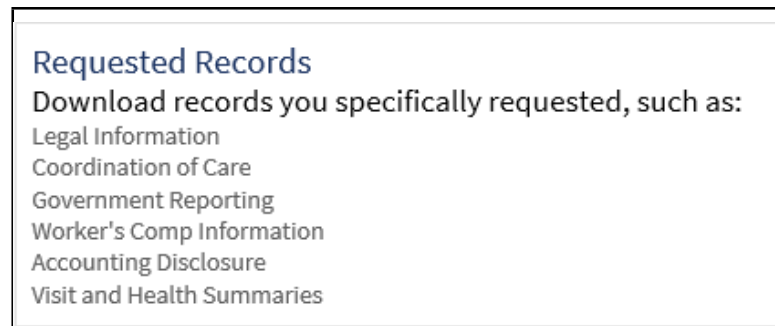 Requested Records
Download records you specifically requested, such as:
Legal Information
Coordination of Care
Government Reporting
Worker's Comp Information
Accounting Disclosure
Visit and Health Summaries